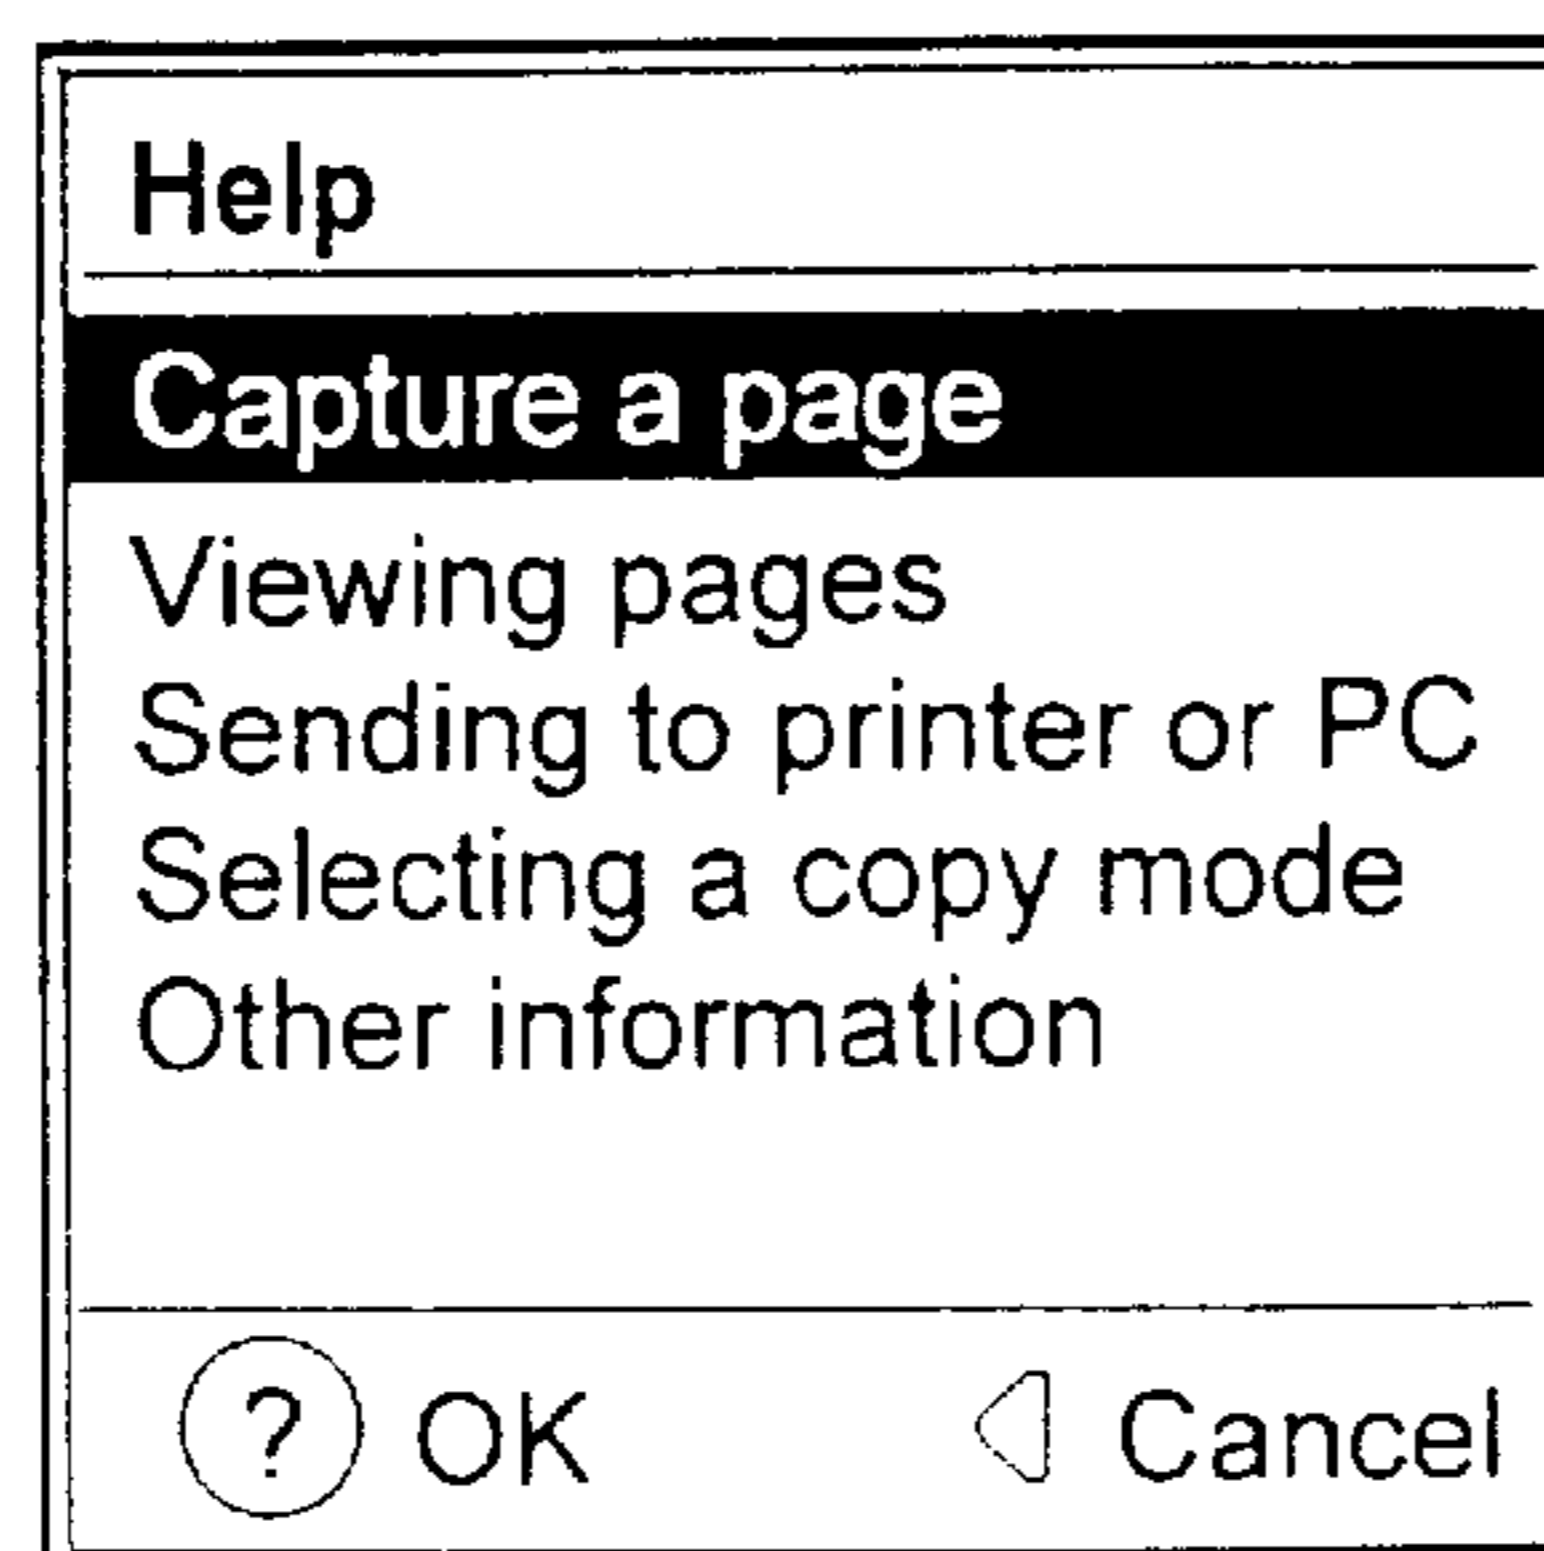 Help
Capture a page
Viewing pages
Sending to printer or PC
Selecting a copy mode
Other information
? OK Cancel